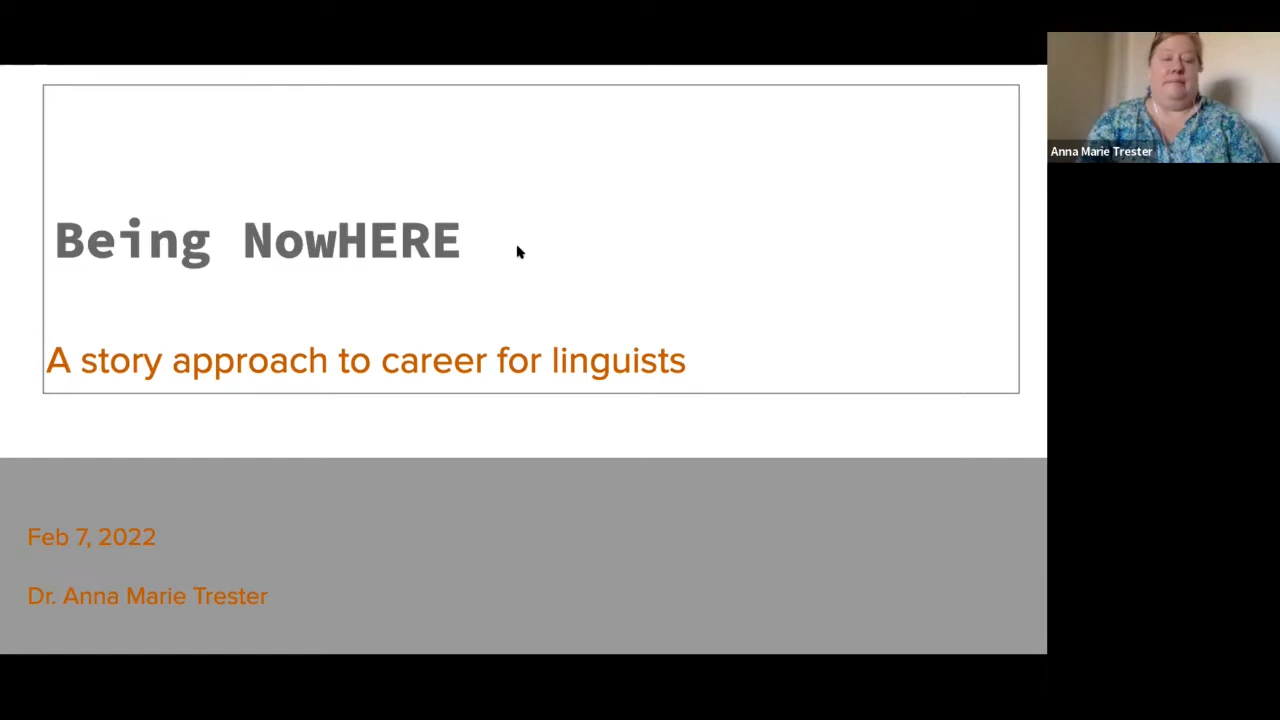 Being NowHERE
A story approach to career for linguists
Feb 7, 2022
Dr. Anna Marie Trester
Anna Marie Trester